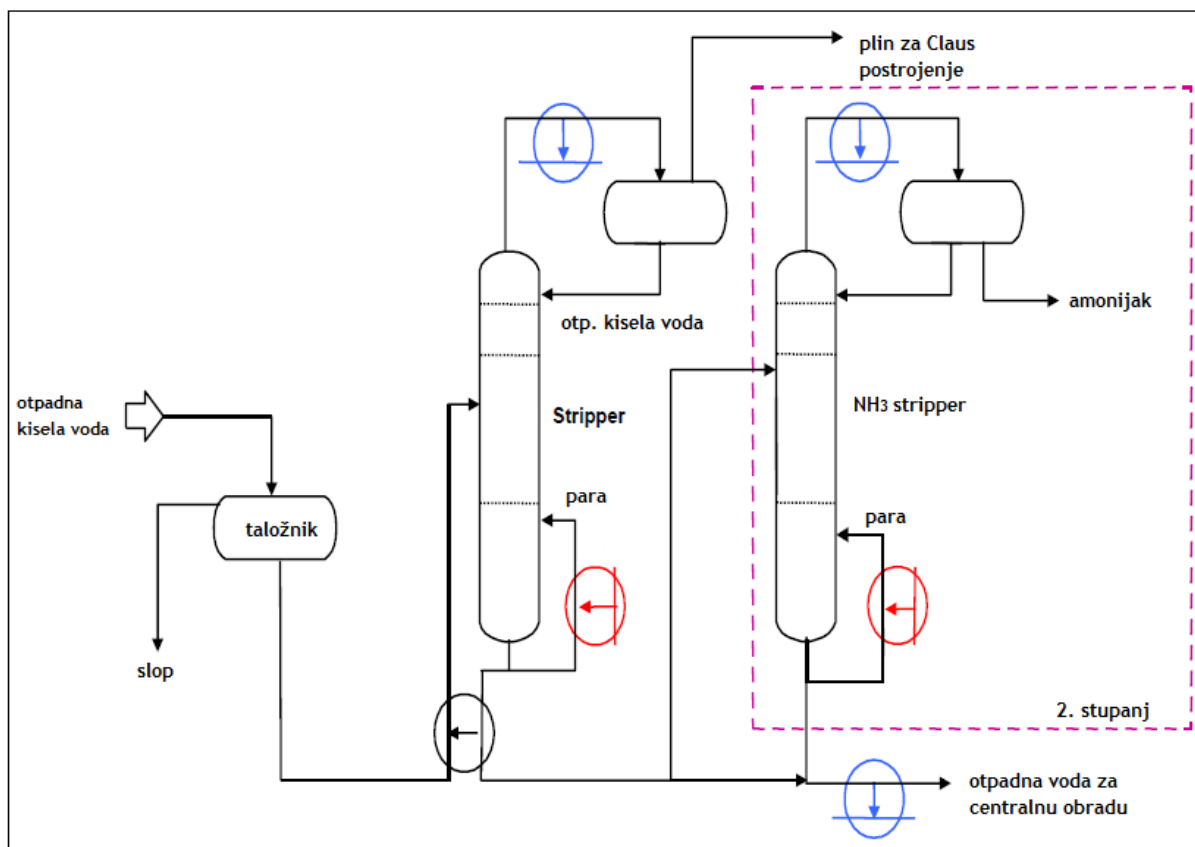 plin za Claus
postrojenje
otp. kisela voda
amonijak
otpadna
kisela voda
Stripper
NH3 stripper
taložnik
para
para
slop
2. stupanj
otpadna voda za
centralnu obradu